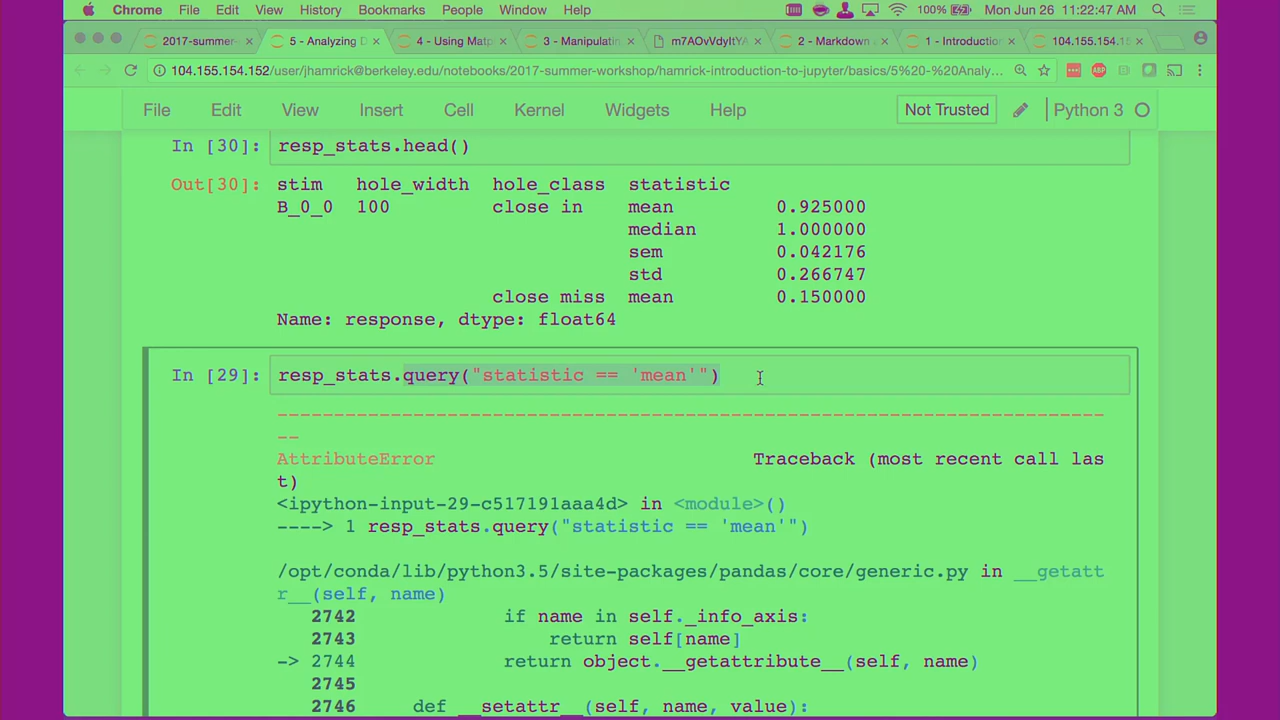 Chrome File Edit View History Bookmarks People Window Help 100% Mon Jun 26 11:22:47 AM
2017-summer- 5 - Analyzing D 4 - Using Matp 3 - Manipulatin m7AOvVdyItYA 2 - Markdown 1 - Introduction 104.155.154.15
104.155.154.152/user/jhamrick@berkeley.edu/notebooks/2017-summer-workshop/hamrick-introduction-to-jupyter/basics/5%20-%20Analy...
File Edit View Insert Cell Kernel Widgets Help Not Trusted Python 3
In [30]: resp_stats.head()
Out[30]: stim hole_width hole_class statistic
B_0_0 100 close in mean 0.925000
median 1.000000
sem 0.042176
std 0.266747
close miss mean 0.150000
Name: response, dtype: float64
In [29]: resp_stats.query("statistic == 'mean'")
---------------------------------------------------------------------------
AttributeError Traceback (most recent call las
t)
<ipython-input-29-c517191aaa4d> in <module>()
----> 1 resp_stats.query("statistic == 'mean'")
/opt/conda/lib/python3.5/site-packages/pandas/core/generic.py in __getatt
r__(self, name)
2742 if name in self._info_axis:
2743 return self[name]
-> 2744 return object.__getattribute__(self, name)
2745
2746 def __setattr__(self, name, value):